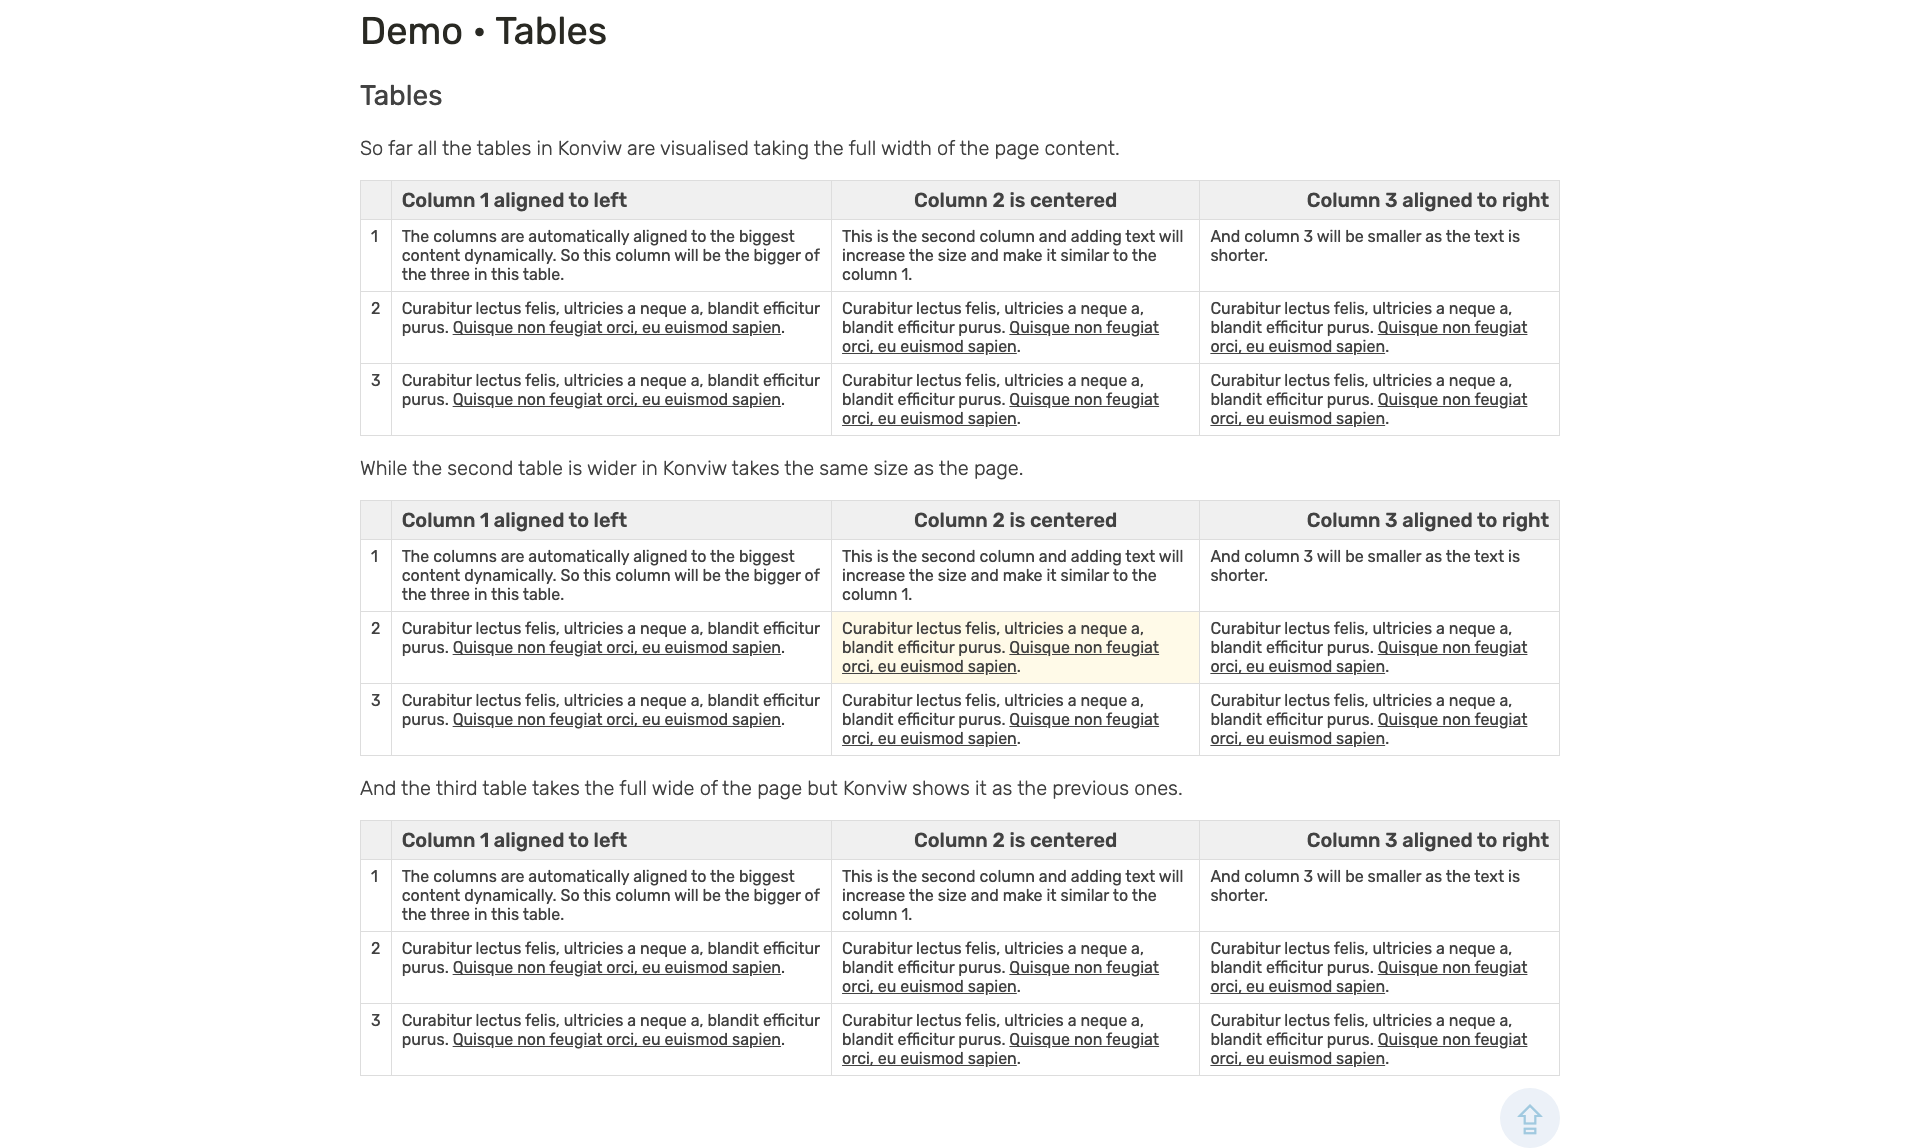 Demo • Tables
Tables
So far all the tables in Konviw are visualised taking the full width of the page content.
Column 1 aligned to left Column 2 is centered Column 3 aligned to right
1 The columns are automatically aligned to the biggest content dynamically. So this column will be the bigger of the three in this table. This is the second column and adding text will increase the size and make it similar to the column 1. And column 3 will be smaller as the text is shorter.
2 Curabitur lectus felis, ultricies a neque a, blandit efficitur purus. Quisque non feugiat orci, eu euismod sapien. Curabitur lectus felis, ultricies a neque a, blandit efficitur purus. Quisque non feugiat orci, eu euismod sapien. Curabitur lectus felis, ultricies a neque a, blandit efficitur purus. Quisque non feugiat orci, eu euismod sapien.
3 Curabitur lectus felis, ultricies a neque a, blandit efficitur purus. Quisque non feugiat orci, eu euismod sapien. Curabitur lectus felis, ultricies a neque a, blandit efficitur purus. Quisque non feugiat orci, eu euismod sapien. Curabitur lectus felis, ultricies a neque a, blandit efficitur purus. Quisque non feugiat orci, eu euismod sapien.
While the second table is wider in Konviw takes the same size as the page.
Column 1 aligned to left Column 2 is centered Column 3 aligned to right
1 The columns are automatically aligned to the biggest content dynamically. So this column will be the bigger of the three in this table. This is the second column and adding text will increase the size and make it similar to the column 1. And column 3 will be smaller as the text is shorter.
2 Curabitur lectus felis, ultricies a neque a, blandit efficitur purus. Quisque non feugiat orci, eu euismod sapien. Curabitur lectus felis, ultricies a neque a, blandit efficitur purus. Quisque non feugiat orci, eu euismod sapien. Curabitur lectus felis, ultricies a neque a, blandit efficitur purus. Quisque non feugiat orci, eu euismod sapien.
3 Curabitur lectus felis, ultricies a neque a, blandit efficitur purus. Quisque non feugiat orci, eu euismod sapien. Curabitur lectus felis, ultricies a neque a, blandit efficitur purus. Quisque non feugiat orci, eu euismod sapien. Curabitur lectus felis, ultricies a neque a, blandit efficitur purus. Quisque non feugiat orci, eu euismod sapien.
And the third table takes the full wide of the page but Konviw shows it as the previous ones.
Column 1 aligned to left Column 2 is centered Column 3 aligned to right
1 The columns are automatically aligned to the biggest content dynamically. So this column will be the bigger of the three in this table. This is the second column and adding text will increase the size and make it similar to the column 1. And column 3 will be smaller as the text is shorter.
2 Curabitur lectus felis, ultricies a neque a, blandit efficitur purus. Quisque non feugiat orci, eu euismod sapien. Curabitur lectus felis, ultricies a neque a, blandit efficitur purus. Quisque non feugiat orci, eu euismod sapien. Curabitur lectus felis, ultricies a neque a, blandit efficitur purus. Quisque non feugiat orci, eu euismod sapien.
3 Curabitur lectus felis, ultricies a neque a, blandit efficitur purus. Quisque non feugiat orci, eu euismod sapien. Curabitur lectus felis, ultricies a neque a, blandit efficitur purus. Quisque non feugiat orci, eu euismod sapien. Curabitur lectus felis, ultricies a neque a, blandit efficitur purus. Quisque non feugiat orci, eu euismod sapien.